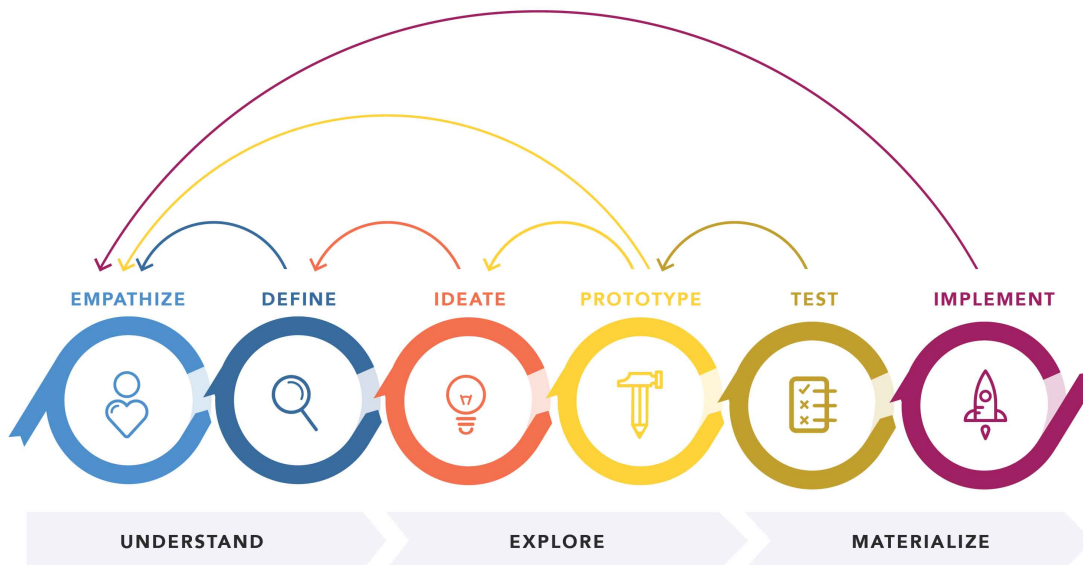 EMPATHIZE
DEFINE
IDEATE
PROTOTYPE
TEST
IMPLEMENT
UNDERSTAND
EXPLORE
MATERIALIZE